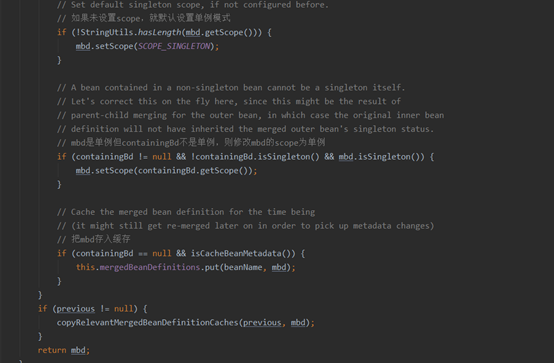 // Set default singleton scope, if not configured before.
// 如果未设置scope, 就默认设置单例模式
if (!StringUtils.hasLength(mbd.getScope())) {
mbd.setScope(SCOPE_SINGLETON);
}
// A bean contained in a non-singleton bean cannot be a singleton itself.
// Let's correct this on the fly here, since this might be the result of
// parent-child merging for the outer bean, in which case the original inner bean
// definition will not have inherited the merged outer bean's singleton status.
// mbd是单例但containingBd不是单例, 则修改mbd的scope为单例
if (containingBd != null && !containingBd.isSingleton() && mbd.isSingleton()) {
mbd.setScope(containingBd.getScope());
}
// Cache the merged bean definition for the time being
// (it might still get re-merged later on in order to pick up metadata changes)
// 把mbd存入缓存
if (containingBd == null && isCacheBeanMetadata()) {
this.mergedBeanDefinitions.put(beanName, mbd);
}
}
if (previous != null) {
copyRelevantMergedBeanDefinitionCaches(previous, mbd);
}
return mbd;
}